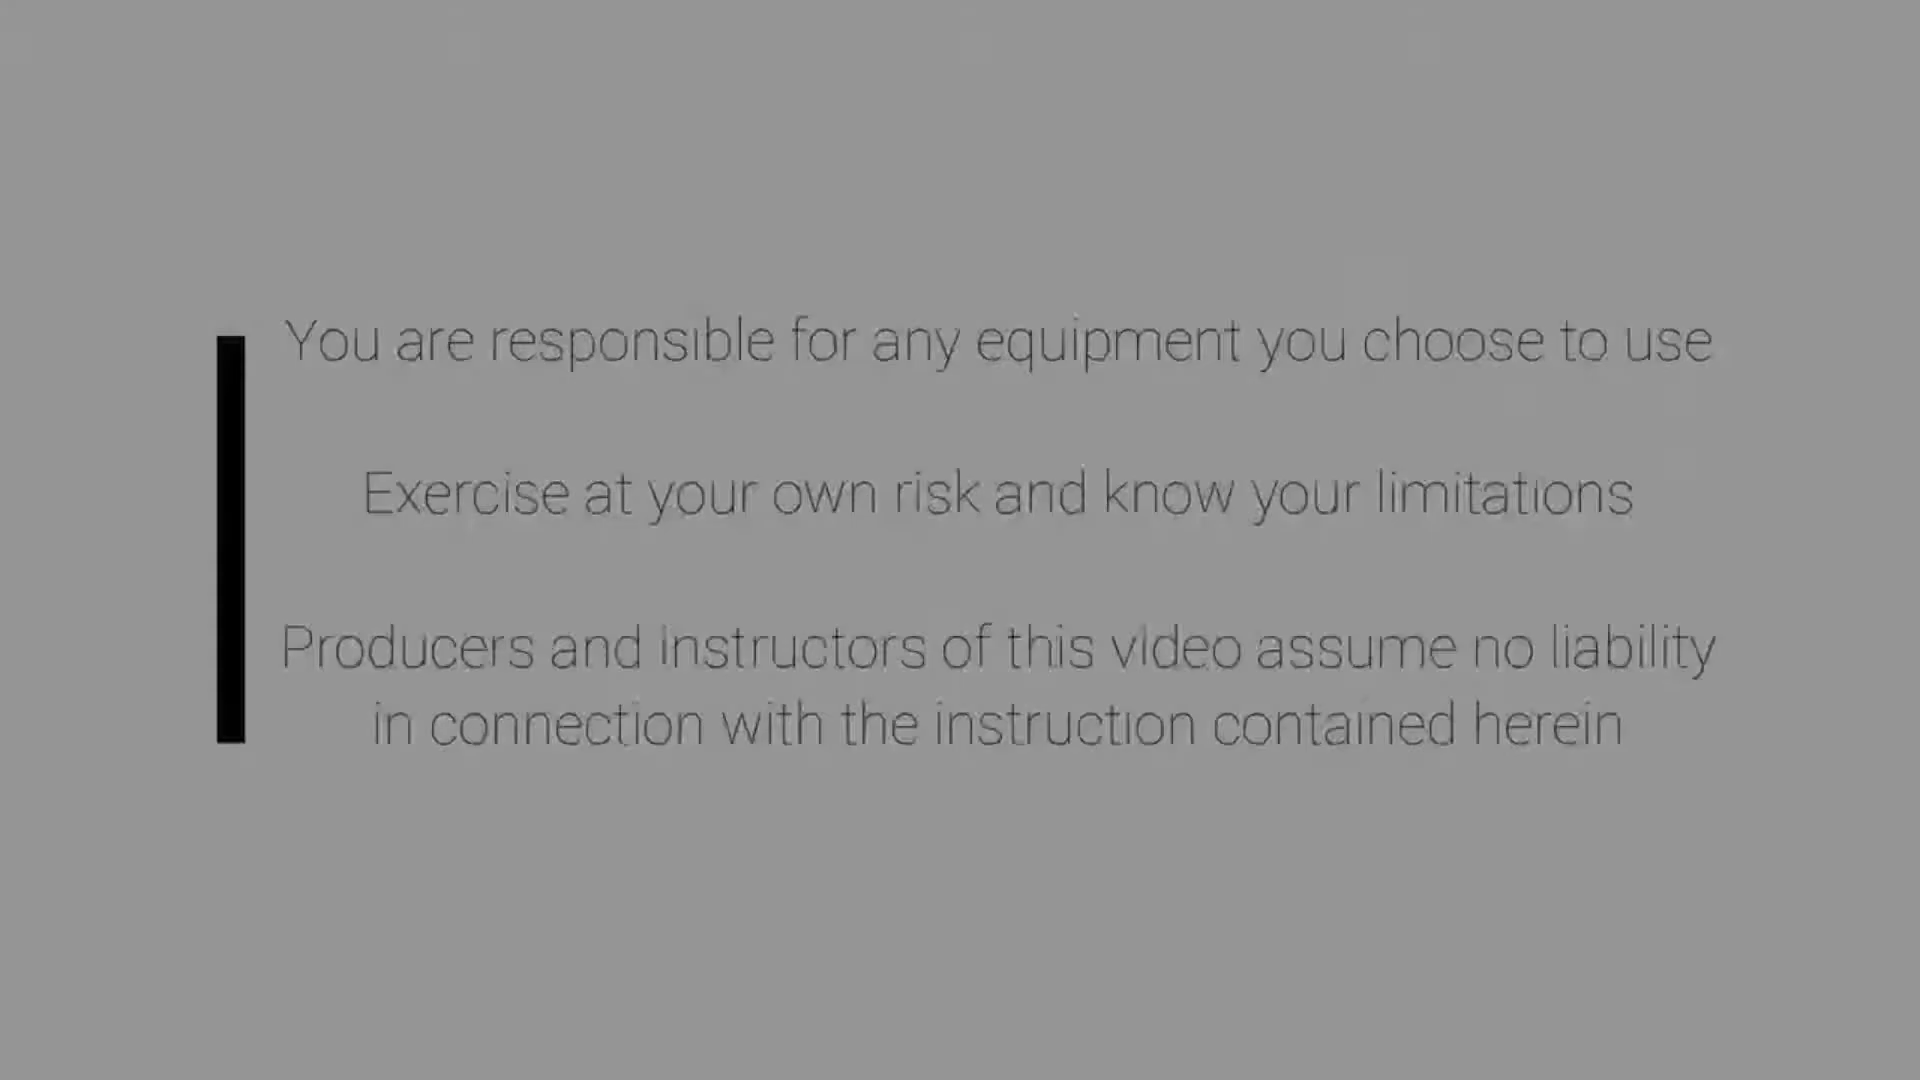 You are responsible for any equipment you choose to use
Exercise at your own risk and know your limitations
Producers and instructors of this video assume no liability
in connection with the instruction contained herein